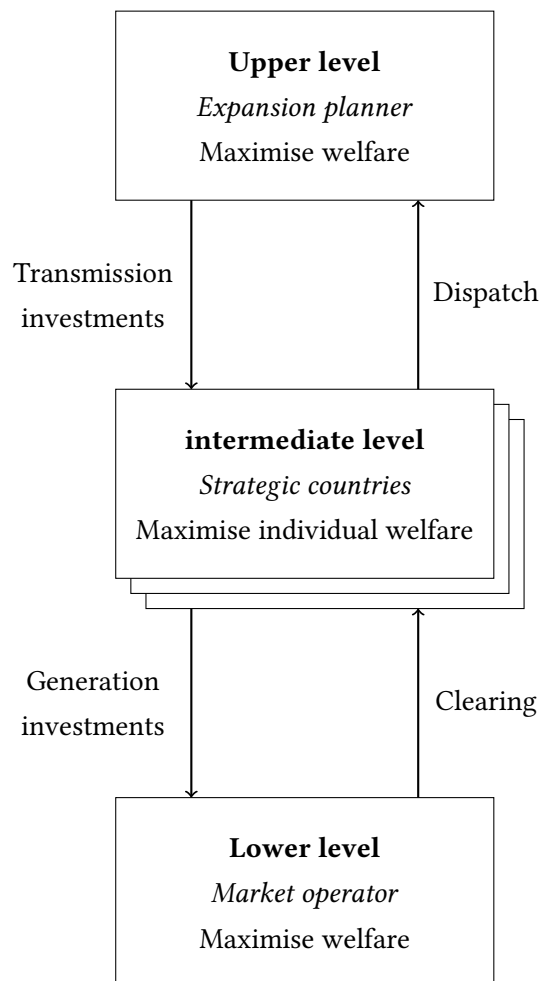 Upper level
Expansion planner
Maximise welfare
Transmission
investments
Dispatch
intermediate level
Strategic countries
Maximise individual welfare
Generation
investments
Clearing
Lower level
Market operator
Maximise welfare